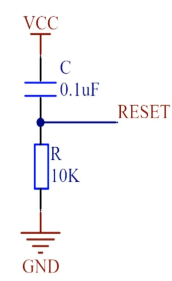 VCC
C
0.1uF
RESET
R
10K
GND